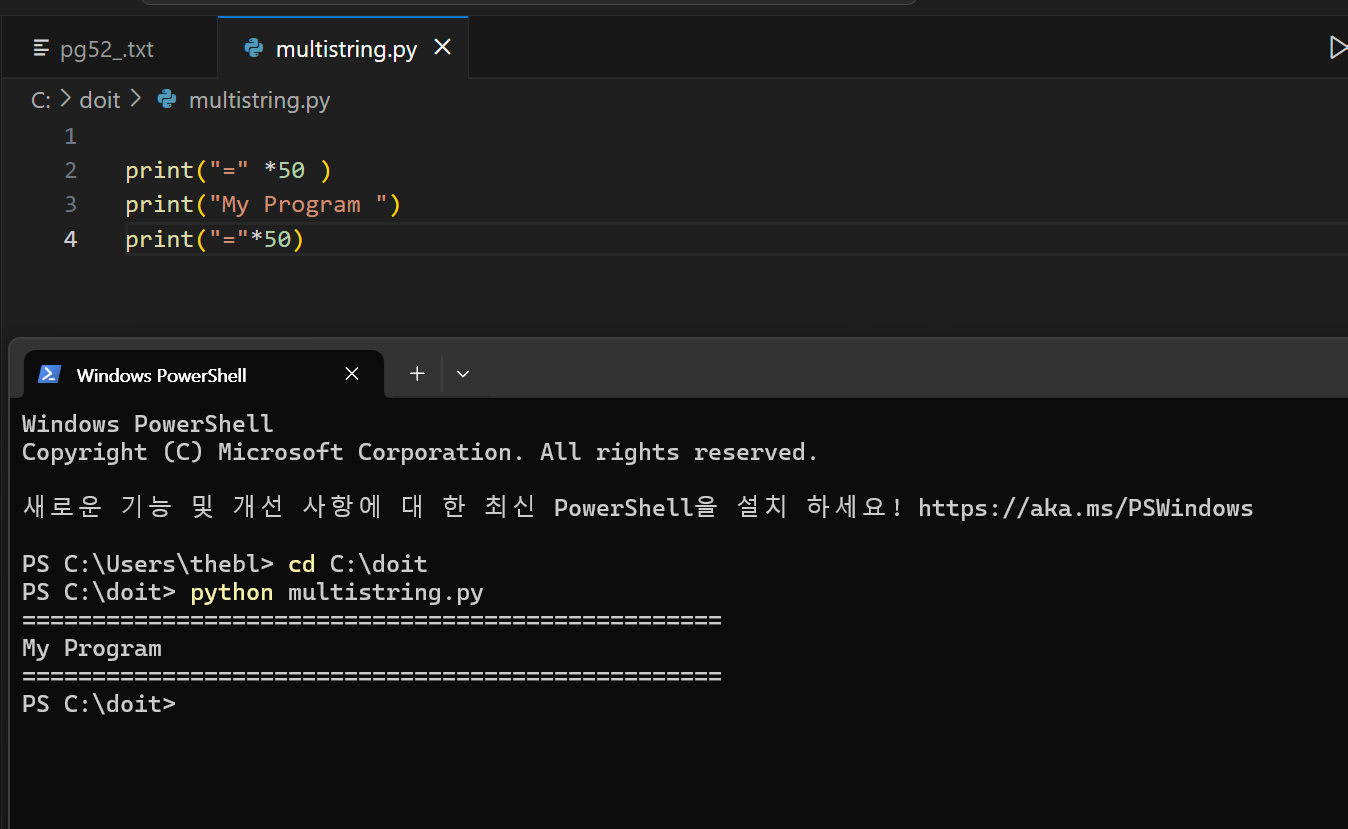 pg52_.txt
multistring.py
C: > doit > multistring.py
1
2 print("=" *50 )
3 print("My Program ")
4 print("="*50)
Windows PowerShell
Windows PowerShell
Copyright (C) Microsoft Corporation. All rights reserved.
새로운 기능 및 개선 사항에 대 한 최신 PowerShell을 설치 하세요! https://aka.ms/PSWindows
PS C:\Users\thebl> cd C:\doit
PS C:\doit> python multistring.py
==================================================
My Program
==================================================
PS C:\doit>